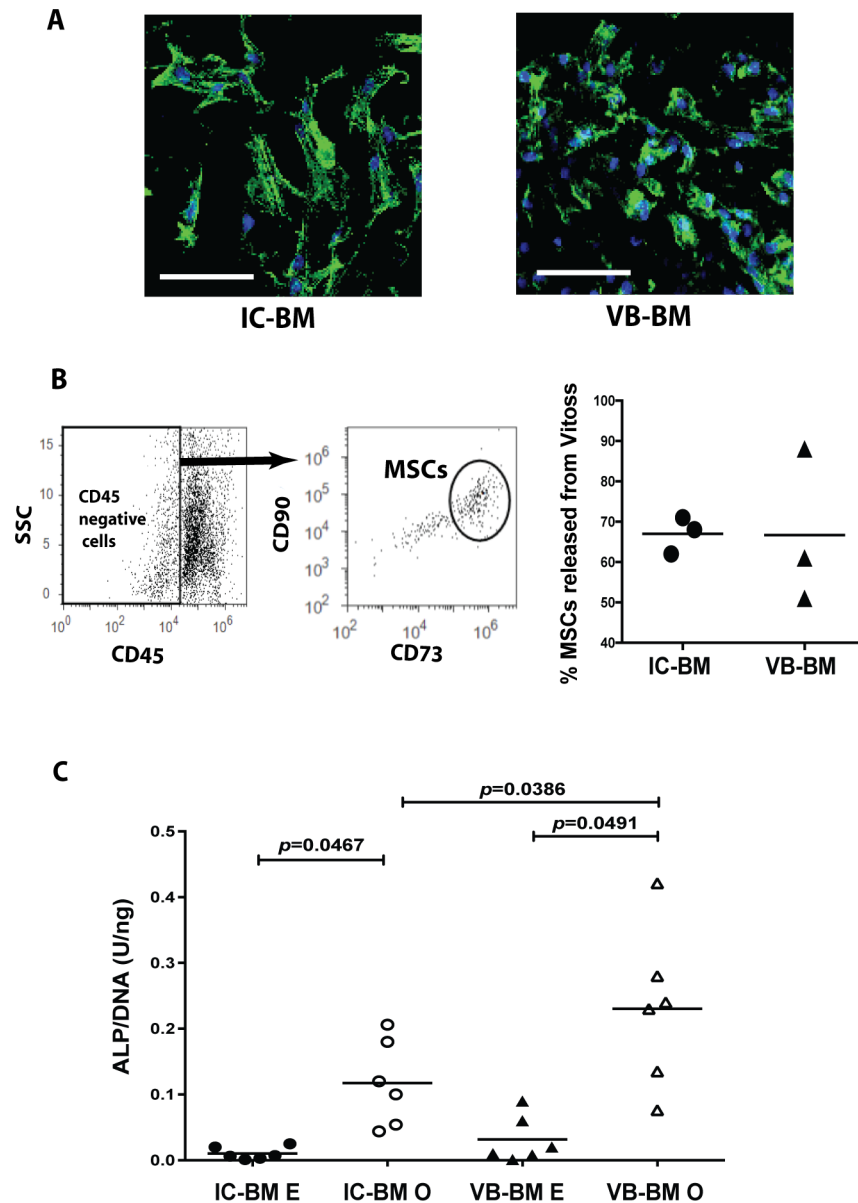 A
IC-BM
VB-BM
B
SSC
15
10
5
0
CD45
negative
cells
10^0
10^2
10^4
10^6
CD45
CD90
10^6
10^5
10^4
10^3
10^2
MSCs
10^2
10^4
10^6
CD73
% MSCs released from Vitoss
100
90
80
70
60
50
40
IC-BM
VB-BM
C
p=0.0386
p=0.0467
p=0.0491
ALP/DNA (U/ng)
0.5
0.4
0.3
0.2
0.1
0.0
IC-BM E
IC-BM O
VB-BM E
VB-BM O